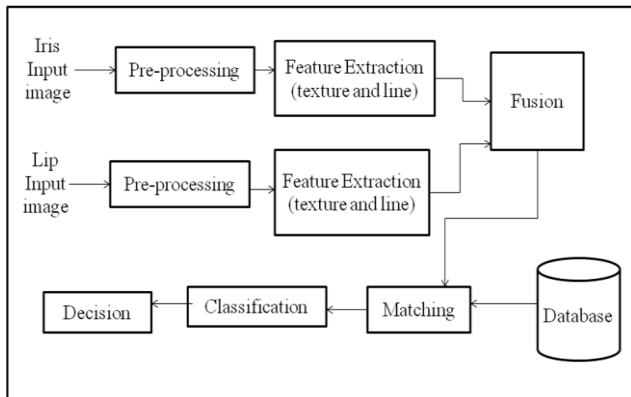 Iris
Input
image
Pre-processing
Feature Extraction
(texture and line)
Fusion
Lip
Input
image
Pre-processing
Feature Extraction
(texture and line)
Decision
Classification
Matching
Database